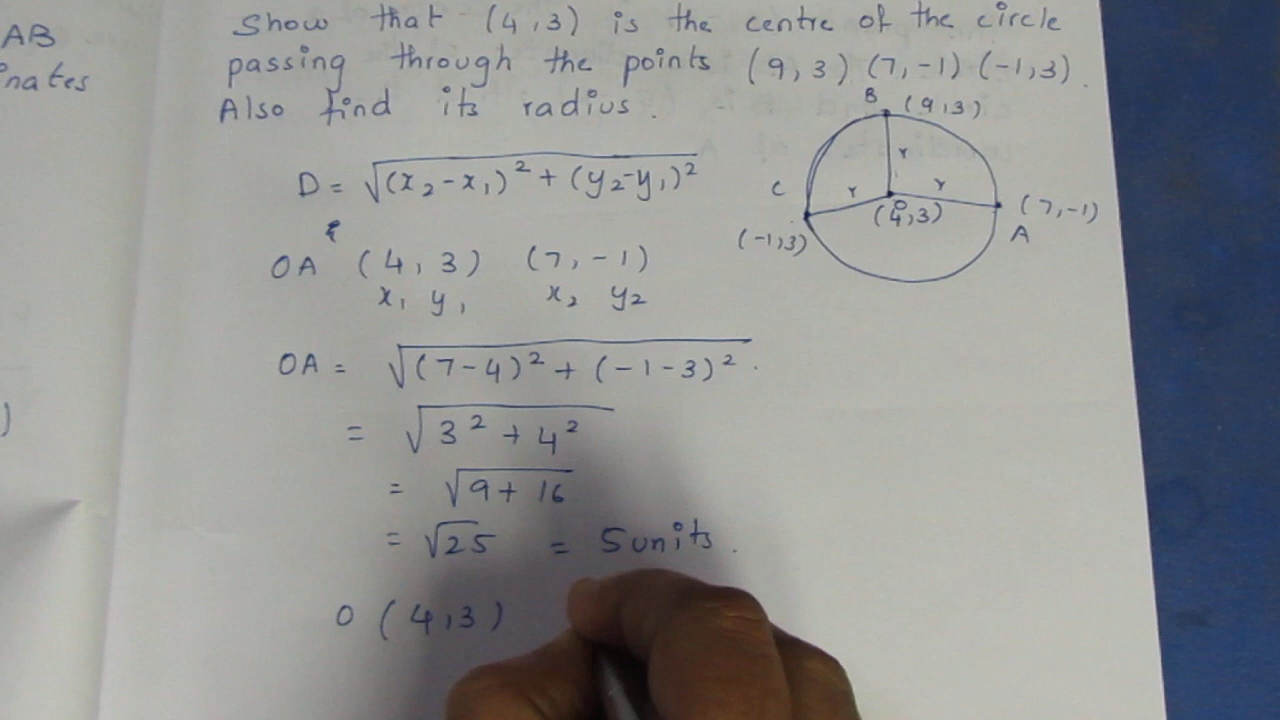 AB
nates
)
Show that (4,3) is the centre of the circle
passing through the points (9,3) (7,-1) (-1,3).
Also find its radius.
B (9,3)
r
C r r
O
(4,3)
(7,-1)
A
(-1,3)
D = √(x₂-x₁)² + (y₂-y₁)²
OA (4,3) (7,-1)
x₁ y₁ x₂ y₂
OA = √(7-4)² + (-1-3)².
= √3² + 4²
= √9+16
= √25 = 5units.
O (4,3)